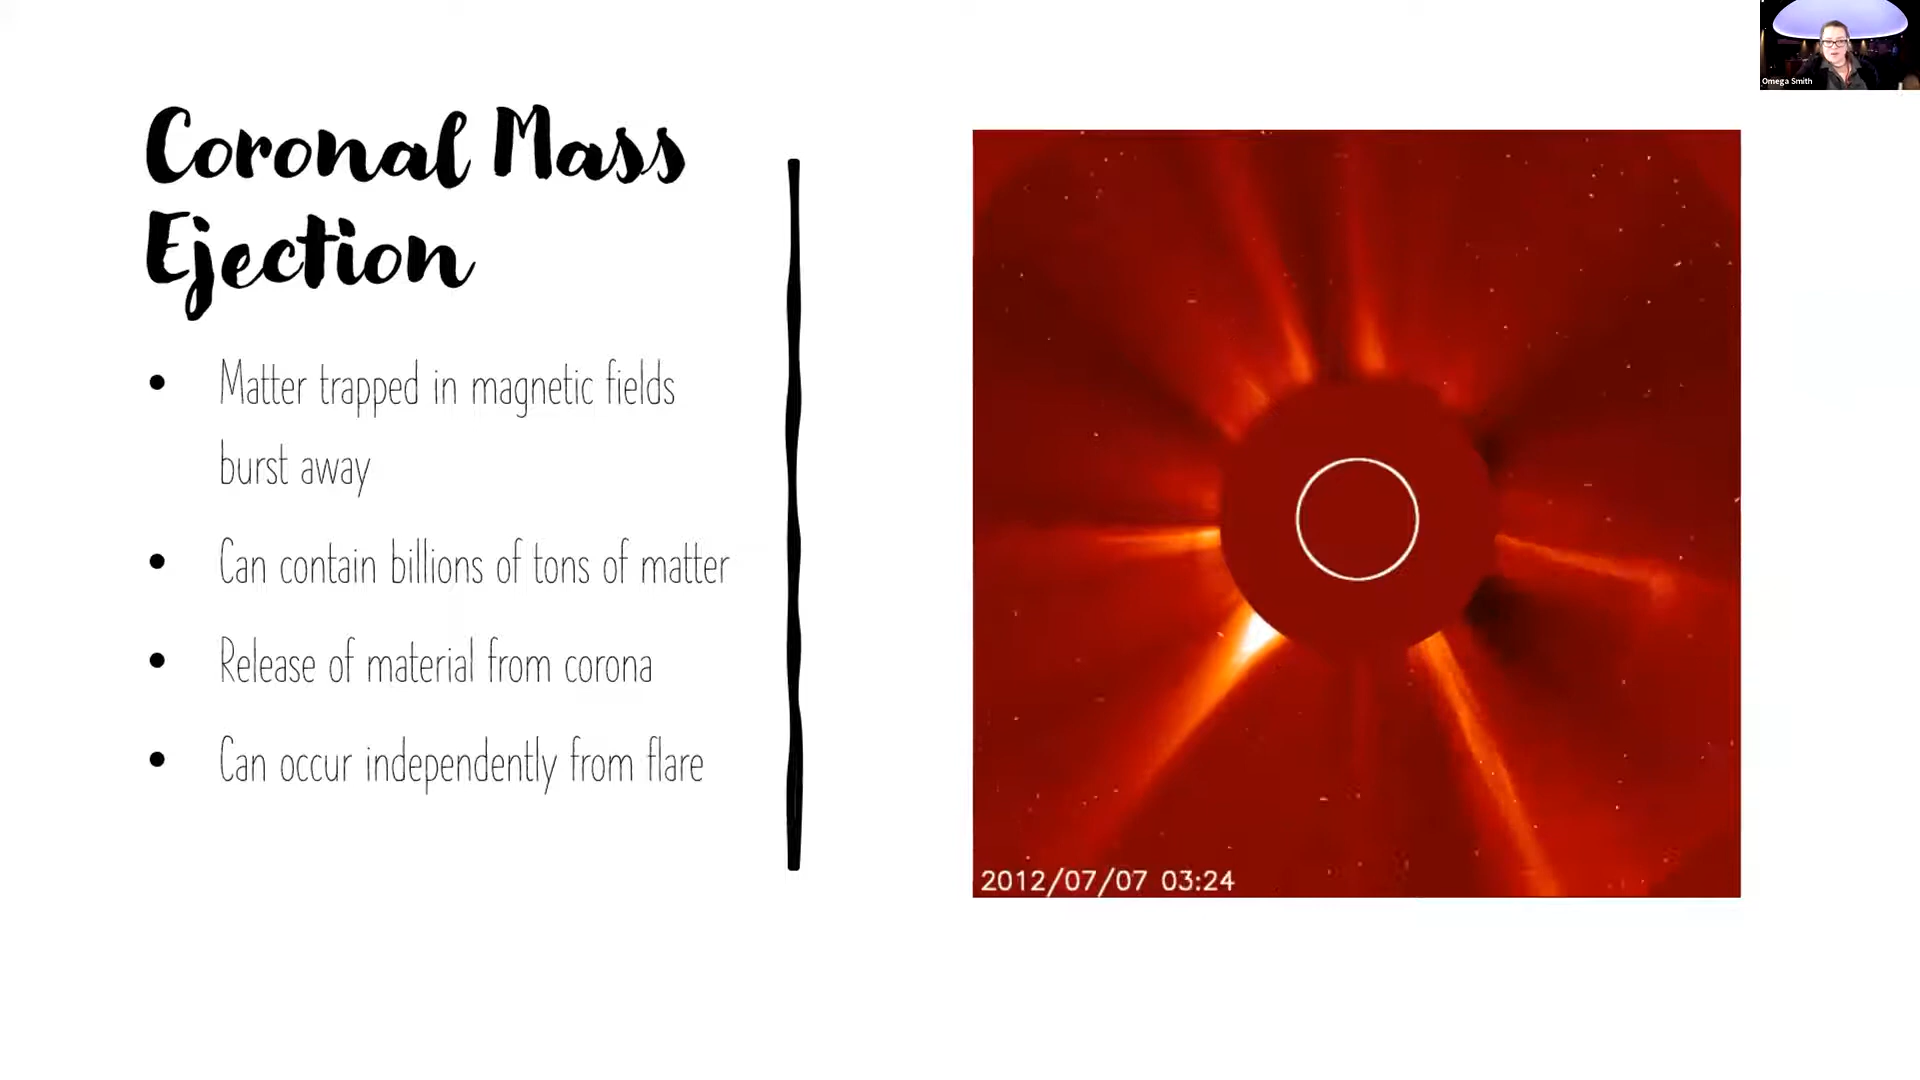 Coronal Mass
Ejection
• Matter trapped in magnetic fields
burst away
• Can contain billions of tons of matter
• Release of material from corona
• Can occur independently from flare
2012/07/07 03:24
Omega Smith